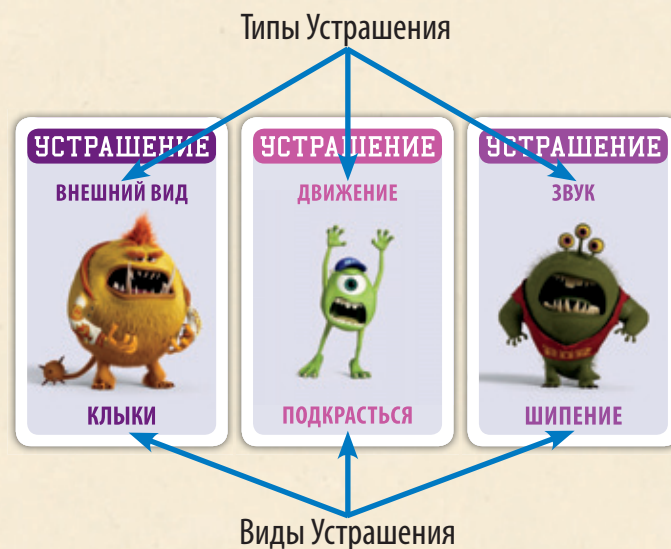 Типы Устрашения
УСТРАШЕНИЕ УСТРАШЕНИЕ УСТРАШЕНИЕ
ВНЕШНИЙ ВИД ДВИЖЕНИЕ ЗВУК
КЛЫКИ ПОДКРАСТЬСЯ ШИПЕНИЕ
Виды Устрашения